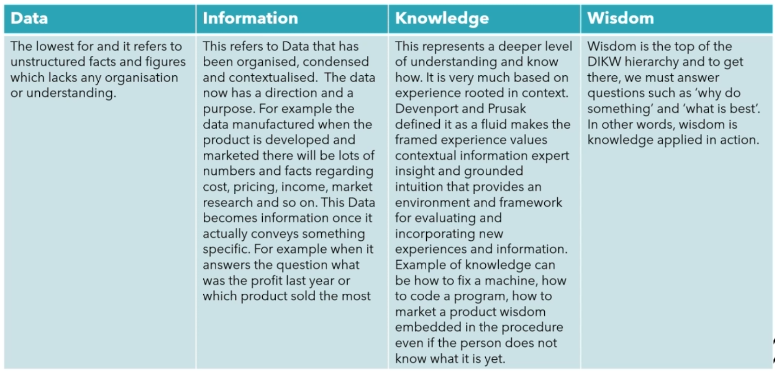 Data
The lowest for and it refers to
unstructured facts and figures
which lacks any organisation
or understanding.
Information
This refers to Data that has
been organised, condensed
and contextualised.  The data
now has a direction and a
purpose. For example the
data manufactured when the
product is developed and
marketed there will be lots of
numbers and facts regarding
cost, pricing, income, market
research and so on. This Data
becomes information once it
actually conveys something
specific. For example when it
answers the question what
was the profit last year or
which product sold the most
Knowledge
This represents a deeper level
of understanding and know
how. It is very much based on
experience rooted in context.
Devenport and Prusak
defined it as a fluid makes the
framed experience values
contextual information expert
insight and grounded
intuition that provides an
environment and framework
for evaluating and
incorporating new
experiences and information.
Example of knowledge can
be how to fix a machine, how
to code a program, how to
market a product wisdom
embedded in the procedure
even if the person does not
know what it is yet.
Wisdom
Wisdom is the top of the
DIKW hierarchy and to get
there, we must answer
questions such as ‘why do
something’ and ‘what is best’.
In other words, wisdom is
knowledge applied in action.